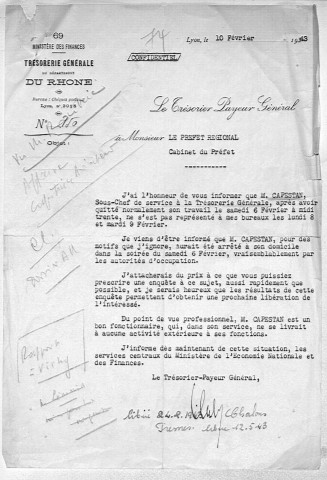 69
MINISTÈRE DES FINANCES
TRÉSORERIE GÉNÉRALE
DU DÉPARTEMENT
DU RHONE
Lyon, le 10 Février 1943
CONFIDENTIEL
Le Trésorier Payeur Général
à Monsieur LE PREFET REGIONAL
Cabinet du Préfet
Objet :
J'ai l'honneur de vous informer que M. CAPESTAN,
Sous-Chef de service à la Trésorerie Générale, après avoir
quitté normalement son travail le samedi 6 Février à midi
trente, ne s'est pas représenté à mes bureaux les lundi 8
et mardi 9 Février.
Je viens d'être informé que M. CAPESTAN, pour des
motifs que j'ignore, aurait été arrêté à son domicile
dans la soirée du samedi 6 Février, vraisemblablement par
les autorités d'occupation.
J'attacherais du prix à ce que vous puissiez
prescrire une enquête à ce sujet, aussi rapidement que
possible, et je serais heureux que les résultats de cette
enquête permettent d'obtenir une prochaine libération de
l'intéressé.
Du point de vue professionnel, M. CAPESTAN est un
bon fonctionnaire, qui, dans son service, ne se livrait
à aucune activité extérieure à ses fonctions.
J'informe dès maintenant de cette situation, les
services centraux du Ministère de l'Economie Nationale et
des Finances.
Le Trésorier-Payeur Général,